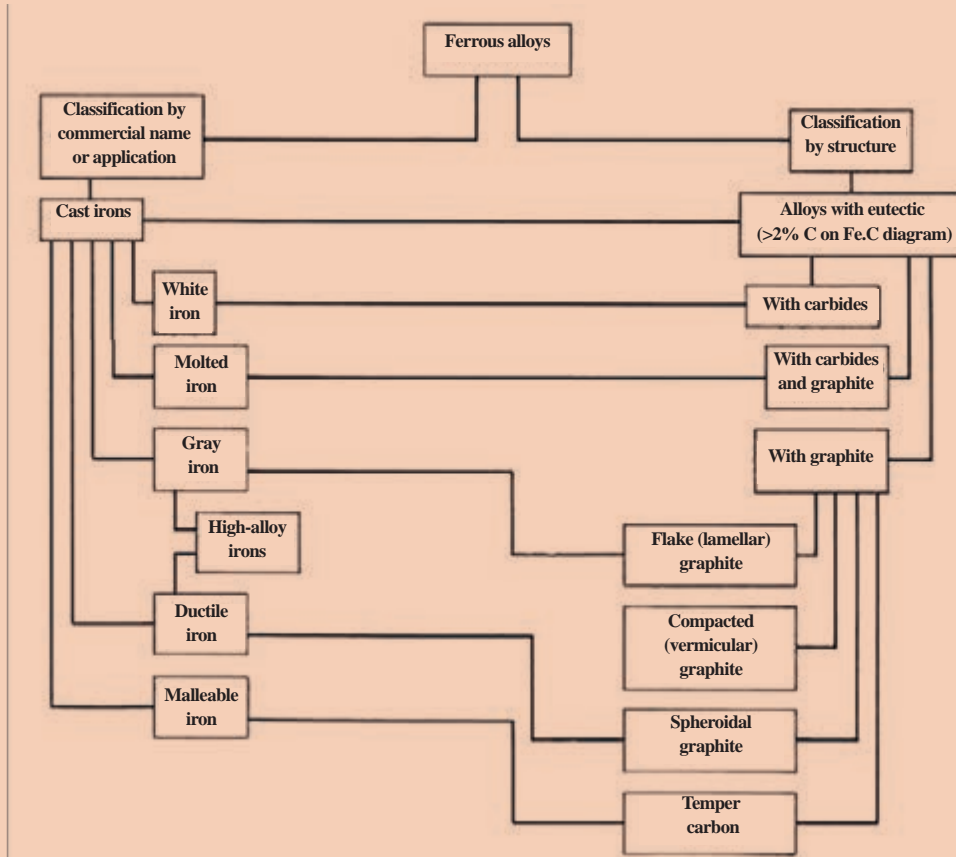 Ferrous alloys
Classification by
commercial name
or application
Classification
by structure
Cast irons
Alloys with eutectic
(>2% C on Fe.C diagram)
White
iron
With carbides
Molted
iron
With carbides
and graphite
Gray
iron
With graphite
High-alloy
irons
Flake (lamellar)
graphite
Ductile
iron
Compacted
(vermicular)
graphite
Malleable
iron
Spheroidal
graphite
Temper
carbon